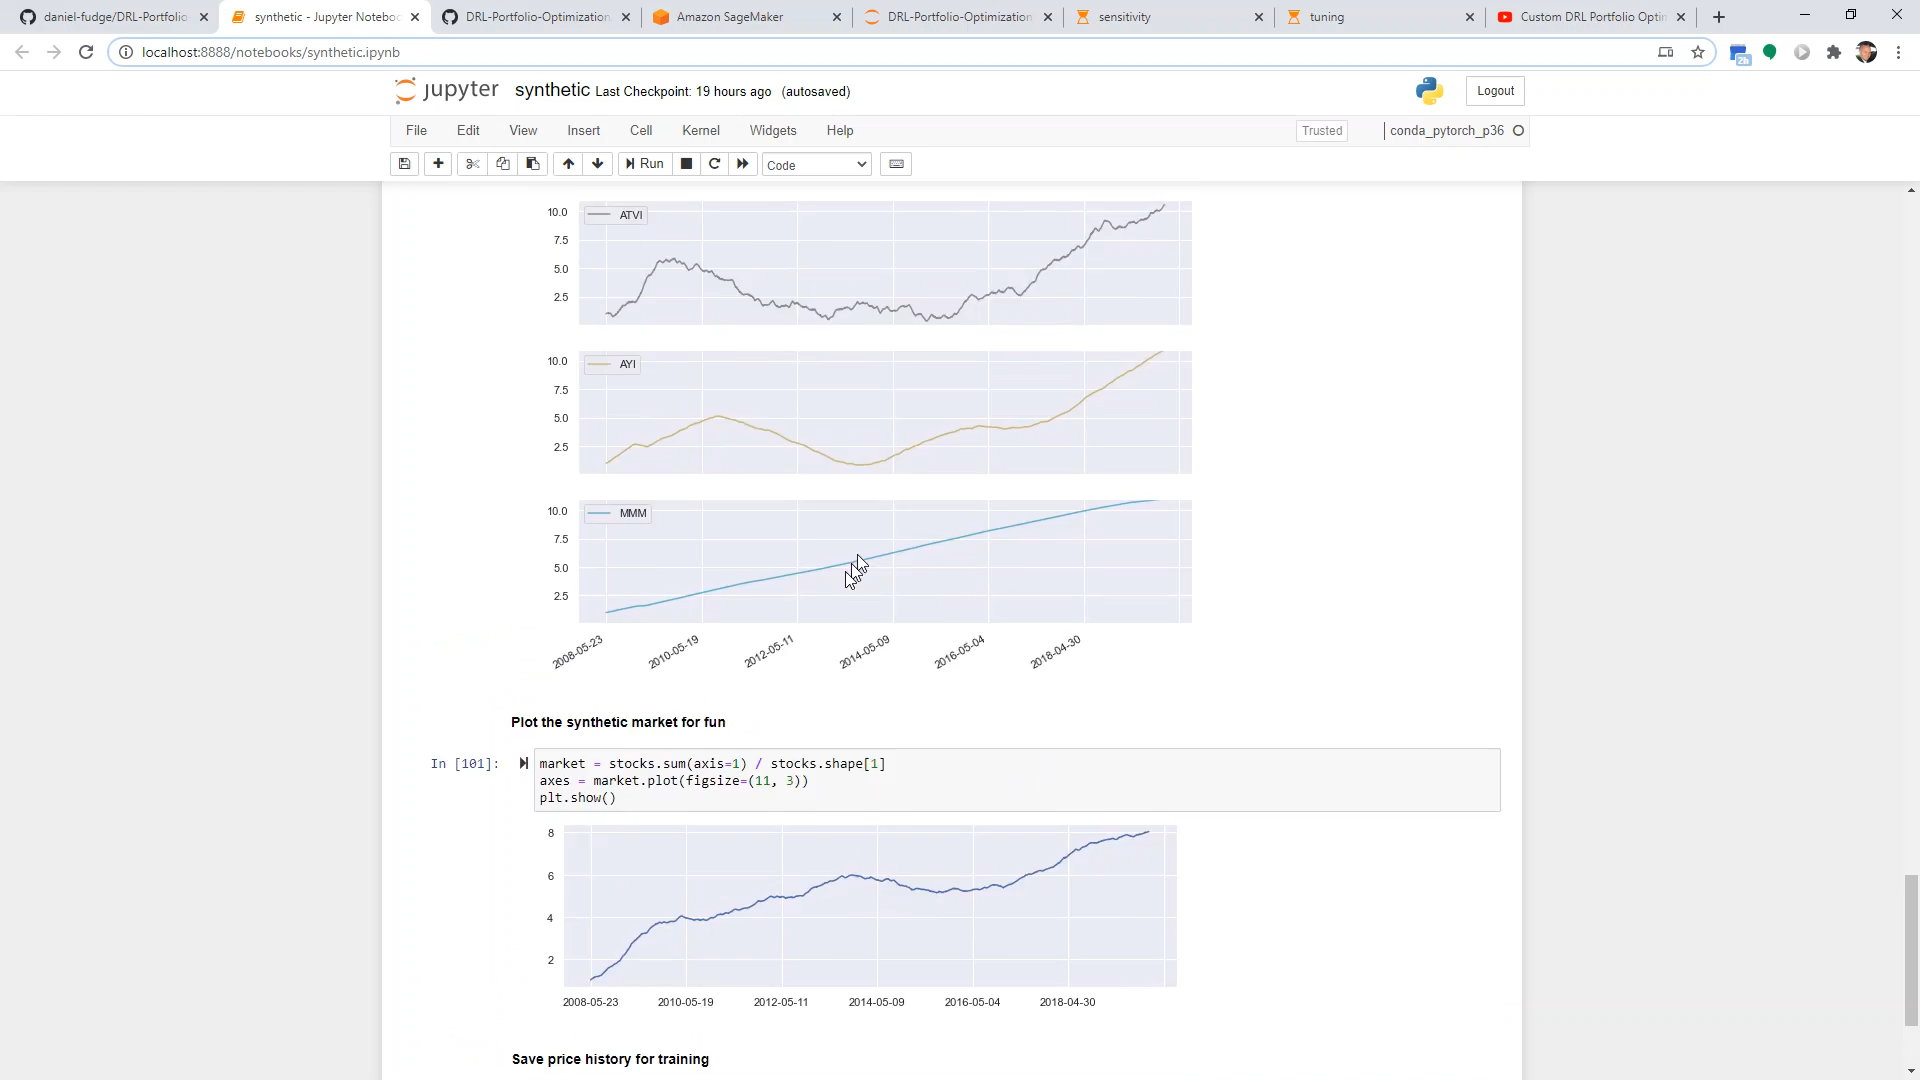 daniel-fudge/DRL-Portfolio
synthetic - Jupyter Noteboo
DRL-Portfolio-Optimization
Amazon SageMaker
DRL-Portfolio-Optimization
sensitivity
tuning
Custom DRL Portfolio Optim
localhost:8888/notebooks/synthetic.ipynb
2h
jupyter synthetic Last Checkpoint: 19 hours ago (autosaved)
Logout
File Edit View Insert Cell Kernel Widgets Help
Trusted
conda_pytorch_p36
Run
Code
10.0
7.5
5.0
2.5
ATVI
10.0
7.5
5.0
2.5
AYI
10.0
7.5
5.0
2.5
MMM
2008-05-23
2010-05-19
2012-05-11
2014-05-09
2016-05-04
2018-04-30
Plot the synthetic market for fun
In [101]:
market = stocks.sum(axis=1) / stocks.shape[1]
axes = market.plot(figsize=(11, 3))
plt.show()
8
6
4
2
2008-05-23
2010-05-19
2012-05-11
2014-05-09
2016-05-04
2018-04-30
Save price history for training